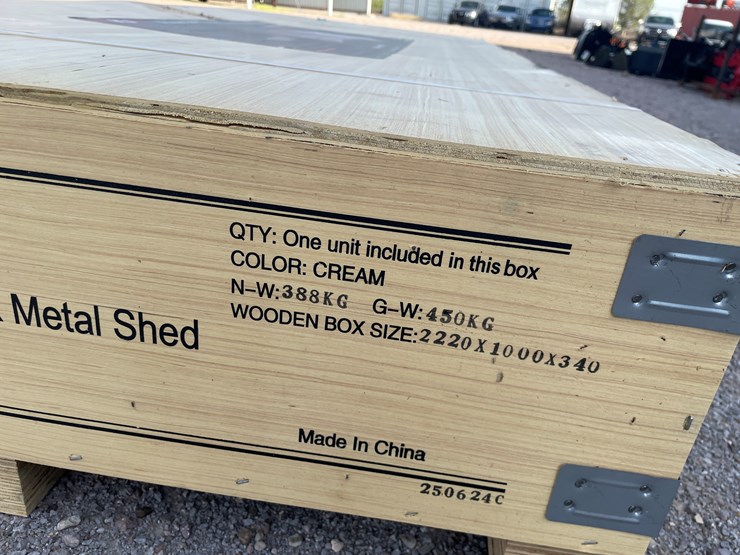 QTY: One unit included in this box
COLOR: CREAM
N-W:388KG G-W:450KG
WOODEN BOX SIZE:2220X1000X340
Metal Shed
Made In China
250624C